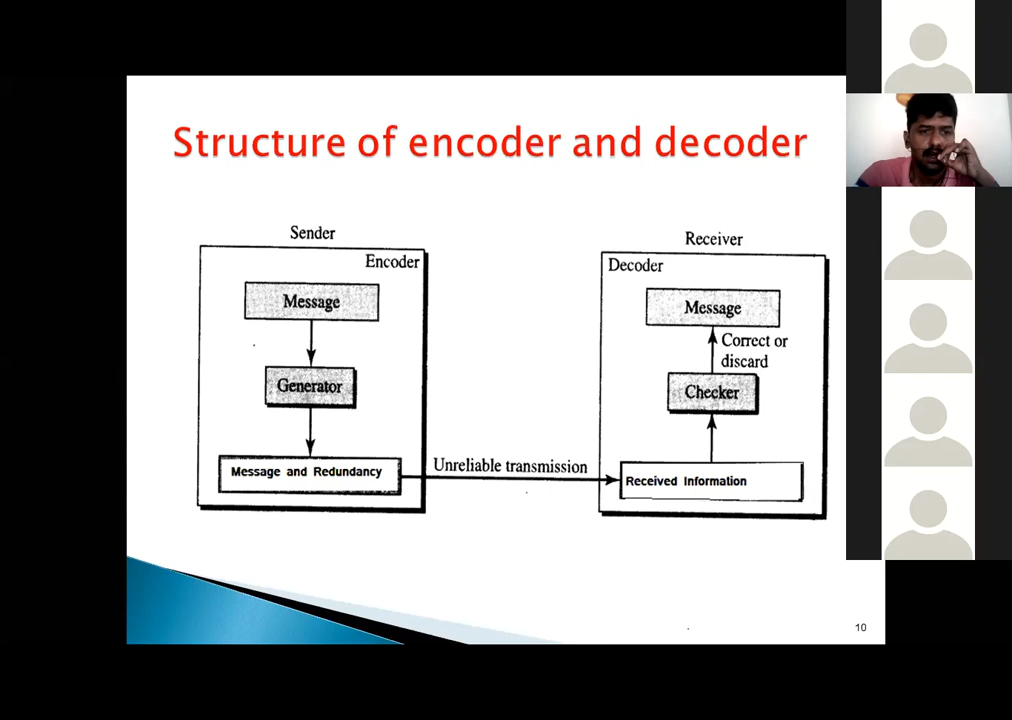 Structure of encoder and decoder
Sender
Encoder
Message
Generator
Message and Redundancy
Unreliable transmission
Receiver
Decoder
Message
Correct or
discard
Checker
Received Information
10